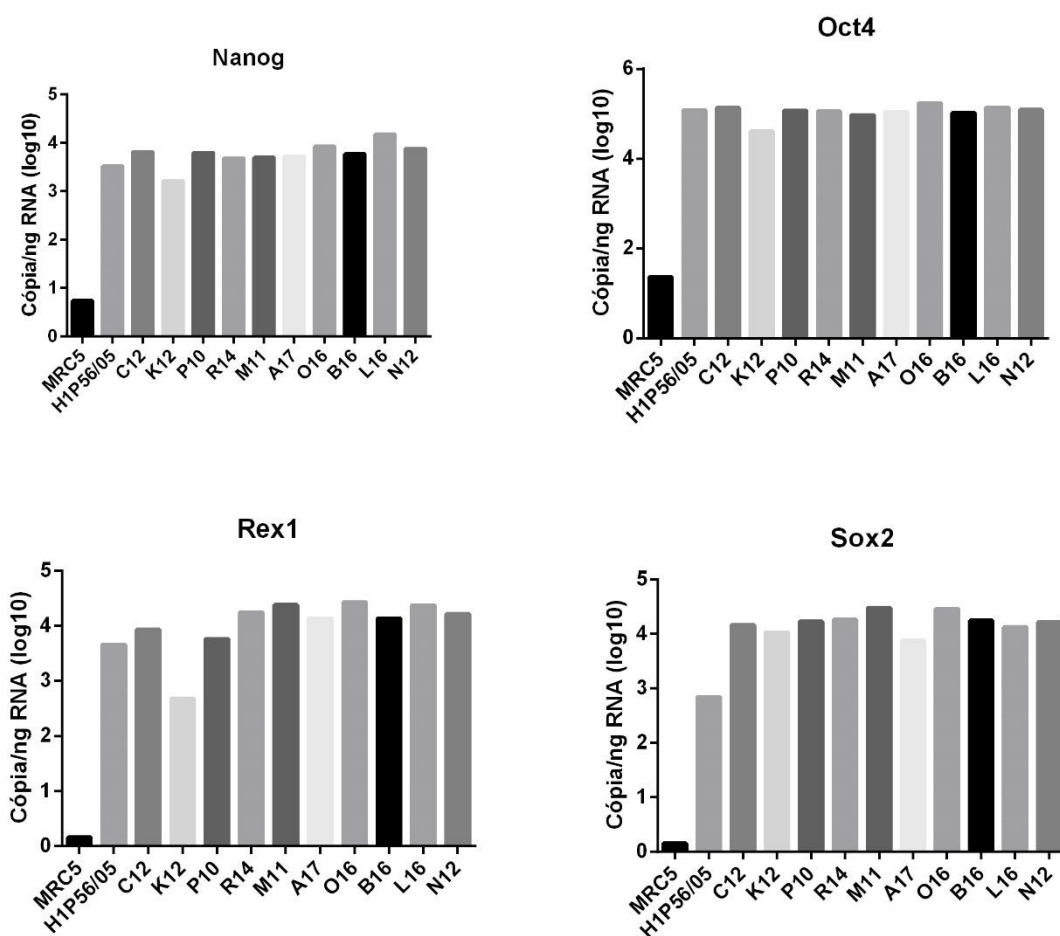 Nanog
Cópia/ng RNA (log10)
5
4
3
2
1
0
MRC5
H1P56/05
C12
K12
P10
R14
M11
A17
O16
B16
L16
N12
Oct4
Cópia/ng RNA (log10)
6
4
2
0
MRC5
H1P56/05
C12
K12
P10
R14
M11
A17
O16
B16
L16
N12
Rex1
Cópia/ng RNA (log10)
5
4
3
2
1
0
MRC5
H1P56/05
C12
K12
P10
R14
M11
A17
O16
B16
L16
N12
Sox2
Cópia/ng RNA (log10)
5
4
3
2
1
0
MRC5
H1P56/05
C12
K12
P10
R14
M11
A17
O16
B16
L16
N12